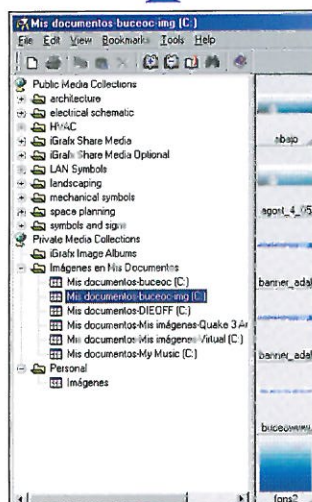 Mis documentos-buceoc-img (C:)
File Edit View Bookmarks Tools Help
Public Media Collections
architecture
electrical schematic
HVAC
iGrafx Share Media
iGrafx Share Media Optional
LAN Symbols
landscaping
mechanical symbols
space planning
symbols and signs
Private Media Collections
iGrafx Image Albums
Imágenes en Mis Documentos
Mis documentos-buceoc (C:)
Mis documentos-buceoc-img (C:)
Mis documentos-DIEOFF (C:)
Mis documentos-Mis imágenes-Quake 3 Ar
Mis documentos-Mis imágenes-Virtual (C:)
Mis documentos-My Music (C:)
Personal
Imágenes
abajo
agost_4_05
banner_adal
banner_adal
buceowww
fons2